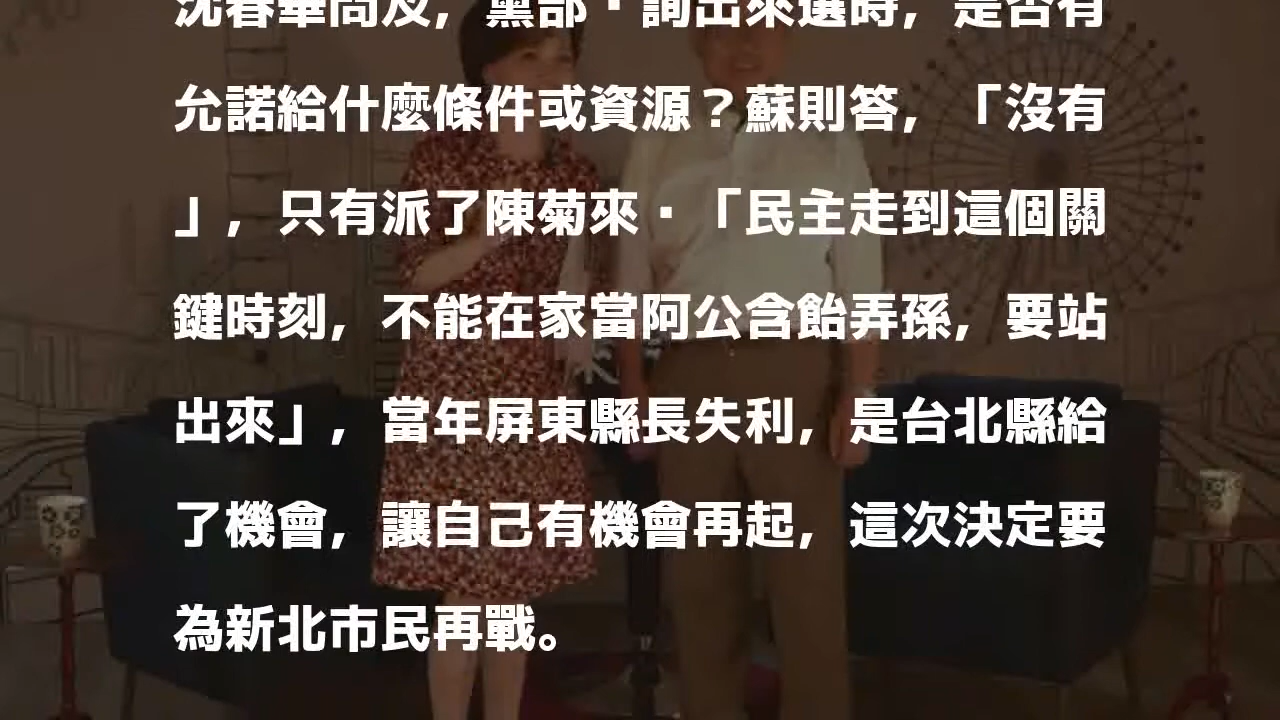 沈春華問及，黨部▪詢出來選時，是否有
允諾給什麼條件或資源？蘇則答，「沒有
」，只有派了陳菊來▪「民主走到這個關
鍵時刻，不能在家當阿公含飴弄孫，要站
出來」，當年屏東縣長失利，是台北縣給
了機會，讓自己有機會再起，這次決定要
為新北市民再戰。